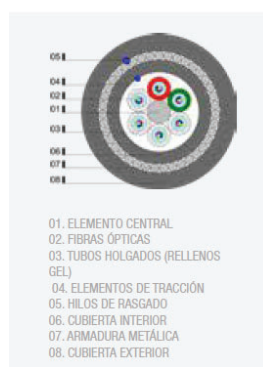 05
04
02
01
03
06
07
08
01. ELEMENTO CENTRAL
02. FIBRAS ÓPTICAS
03. TUBOS HOLGADOS (RELLENOS
GEL)
04. ELEMENTOS DE TRACCIÓN
05. HILOS DE RASGADO
06. CUBIERTA INTERIOR
07. ARMADURA METÁLICA
08. CUBIERTA EXTERIOR